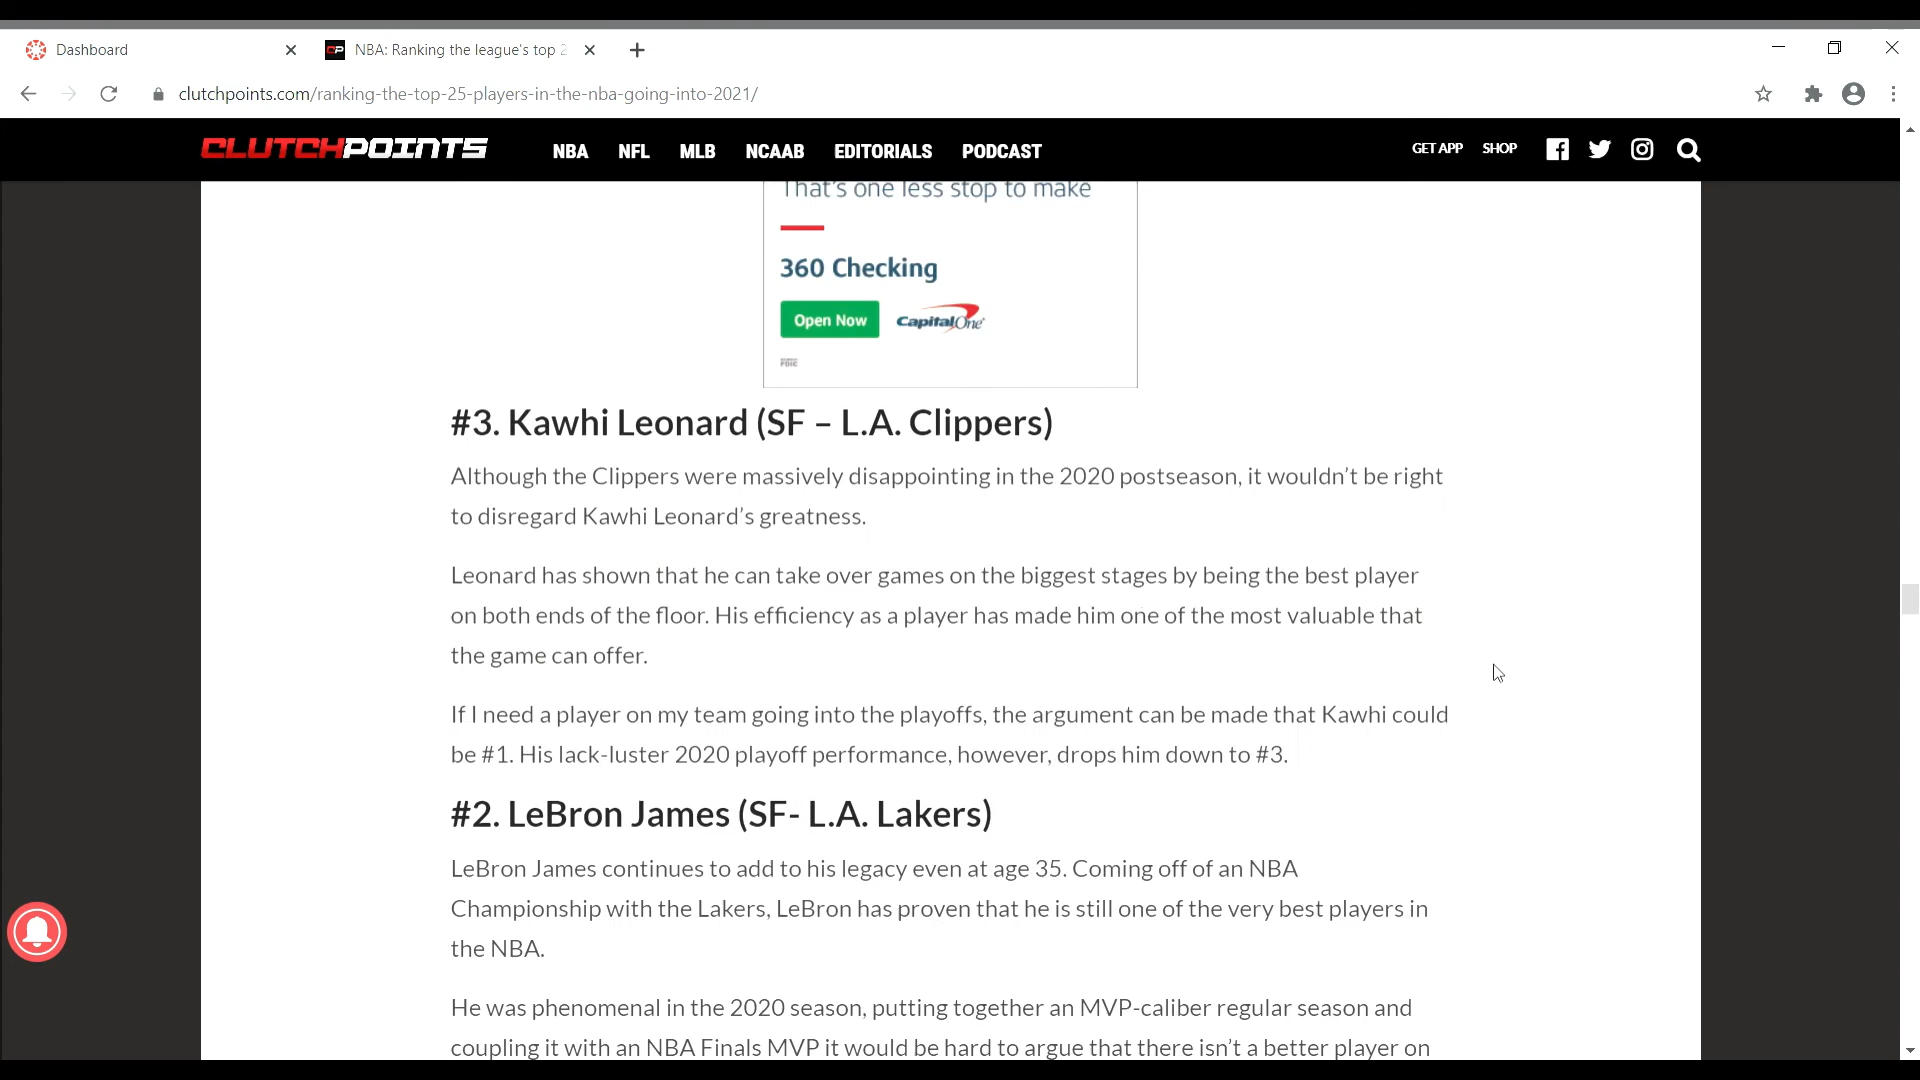 Dashboard
NBA: Ranking the league's top 2
clutchpoints.com/ranking-the-top-25-players-in-the-nba-going-into-2021/
CLUTCHPOINTS NBA NFL MLB NCAAB EDITORIALS PODCAST GET APP SHOP
That's one less stop to make
360 Checking
Open Now CapitalOne
FDIC
#3. Kawhi Leonard (SF – L.A. Clippers)
Although the Clippers were massively disappointing in the 2020 postseason, it wouldn’t be right
to disregard Kawhi Leonard’s greatness.
Leonard has shown that he can take over games on the biggest stages by being the best player
on both ends of the floor. His efficiency as a player has made him one of the most valuable that
the game can offer.
If I need a player on my team going into the playoffs, the argument can be made that Kawhi could
be #1. His lack-luster 2020 playoff performance, however, drops him down to #3.
#2. LeBron James (SF- L.A. Lakers)
LeBron James continues to add to his legacy even at age 35. Coming off of an NBA
Championship with the Lakers, LeBron has proven that he is still one of the very best players in
the NBA.
He was phenomenal in the 2020 season, putting together an MVP-caliber regular season and
coupling it with an NBA Finals MVP it would be hard to argue that there isn’t a better player on